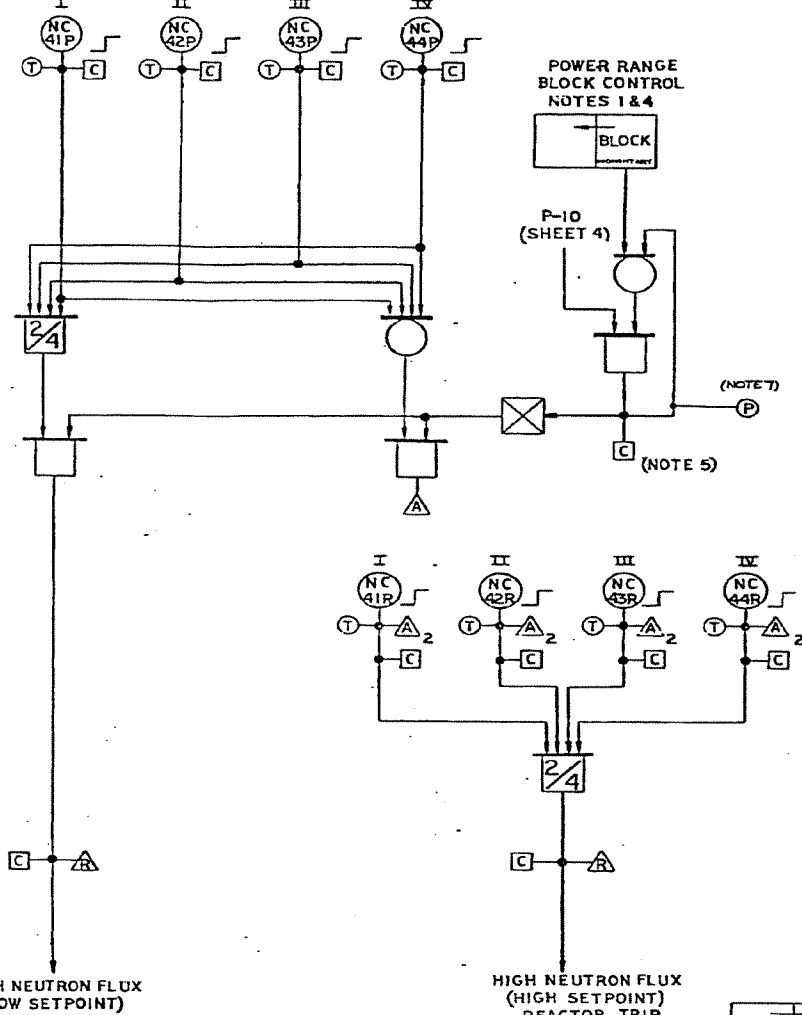 I II III IV
NC 41P
NC 42P
NC 43P
NC 44P
T C T C T C T C
POWER RANGE
BLOCK CONTROL
NOTES 1&4
BLOCK
P-10
(SHEET 4)
2/4
(NOTE 7)
P
C
(NOTE 5)
A
I II III IV
NC 41R
NC 42R
NC 43R
NC 44R
T A 2 T A 2 T A 2 T A 2
C C C C
2/4
C R
C R
NEUTRON FLUX
OW SETPOINT)
HIGH NEUTRON FLUX
(HIGH SETPOINT)
REACTOR TRIP